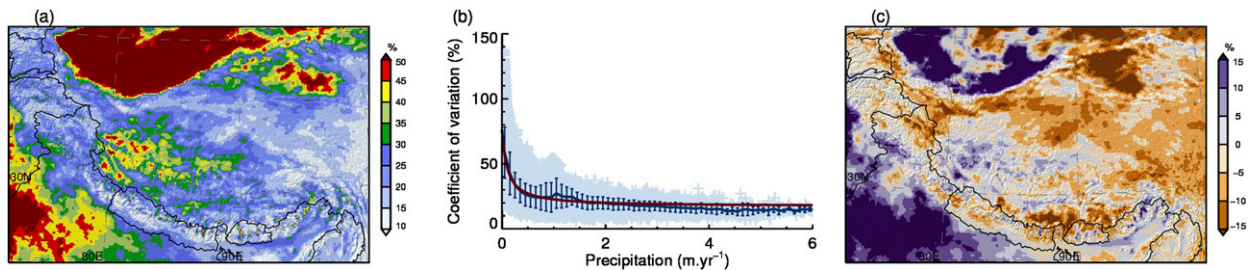 (a)
30N
80E
90E
%
50
45
40
35
30
25
20
15
10
(b)
Coefficient of variation (%)
150
100
50
0
0
2
4
6
Precipitation (m.yr⁻¹)
(c)
30N
80E
90E
%
15
10
5
0
−5
−10
−15